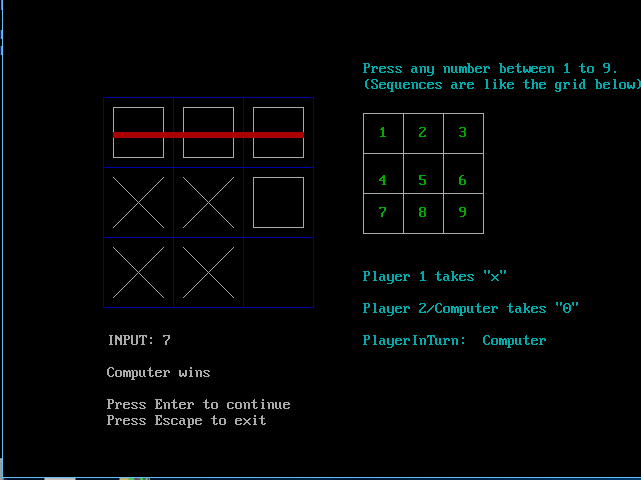 Press any number between 1 to 9.
(Sequences are like the grid below)
1 2 3
4 5 6
7 8 9
Player 1 takes "x"
Player 2/Computer takes "0"
INPUT: 7
PlayerInTurn: Computer
Computer wins
Press Enter to continue
Press Escape to exit